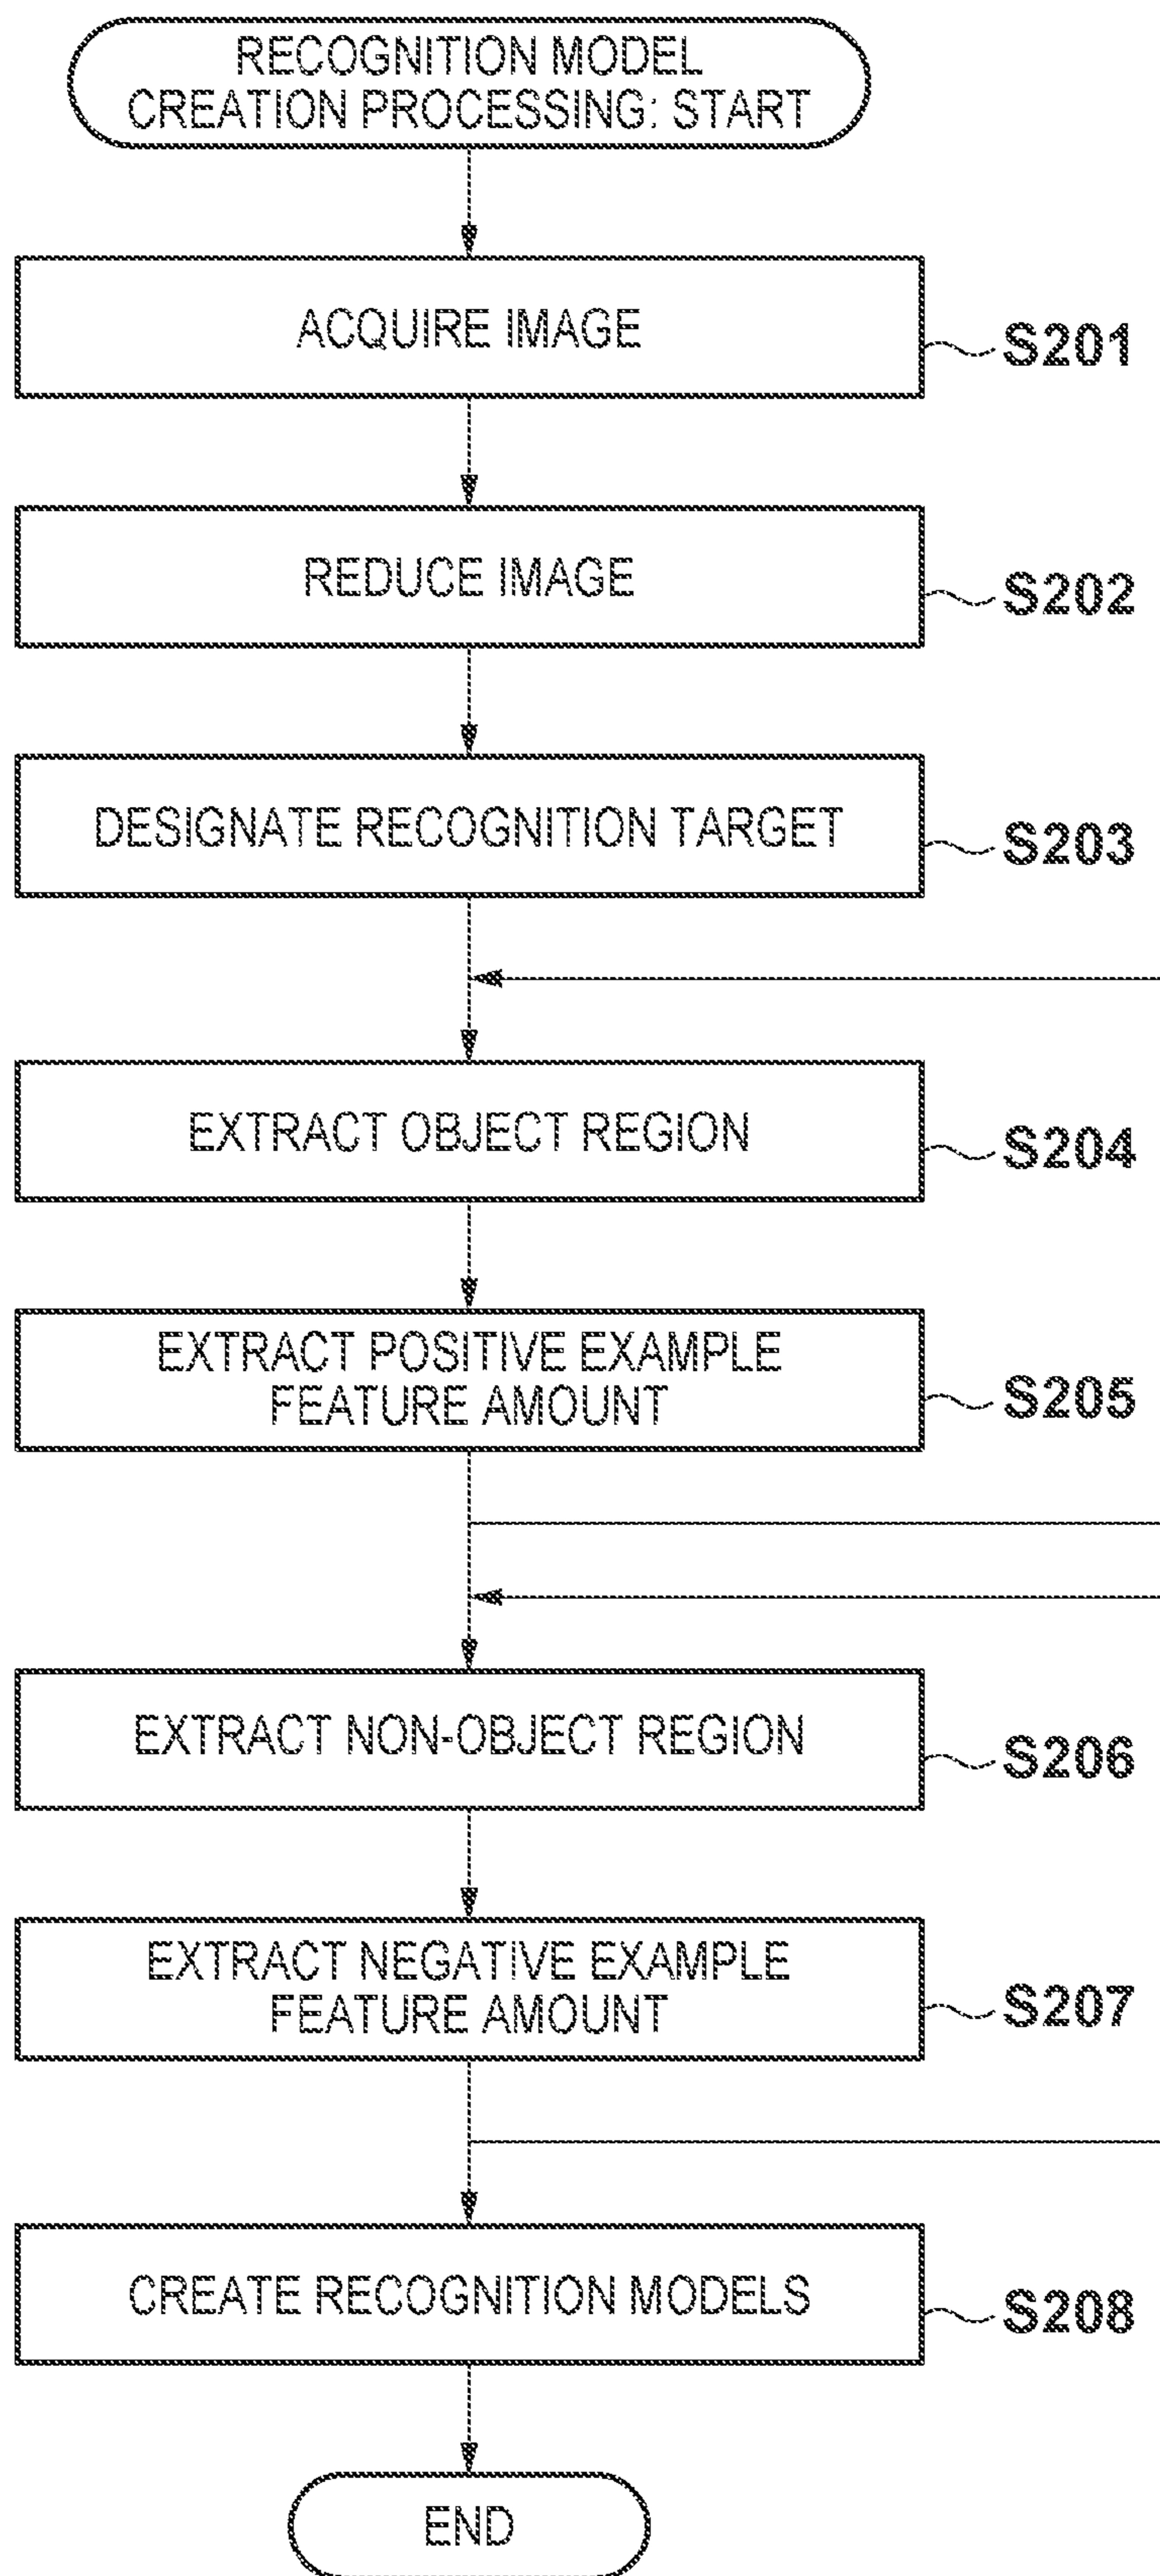 RECOGNITION MODEL
CREATION PROCESSING: START
ACQUIRE IMAGE
S201
REDUCE IMAGE
S202
DESIGNATE RECOGNITION TARGET
S203
EXTRACT OBJECT REGION
S204
EXTRACT POSITIVE EXAMPLE
FEATURE AMOUNT
S205
EXTRACT NON-OBJECT REGION
S206
EXTRACT NEGATIVE EXAMPLE
FEATURE AMOUNT
S207
CREATE RECOGNITION MODELS
S208
END